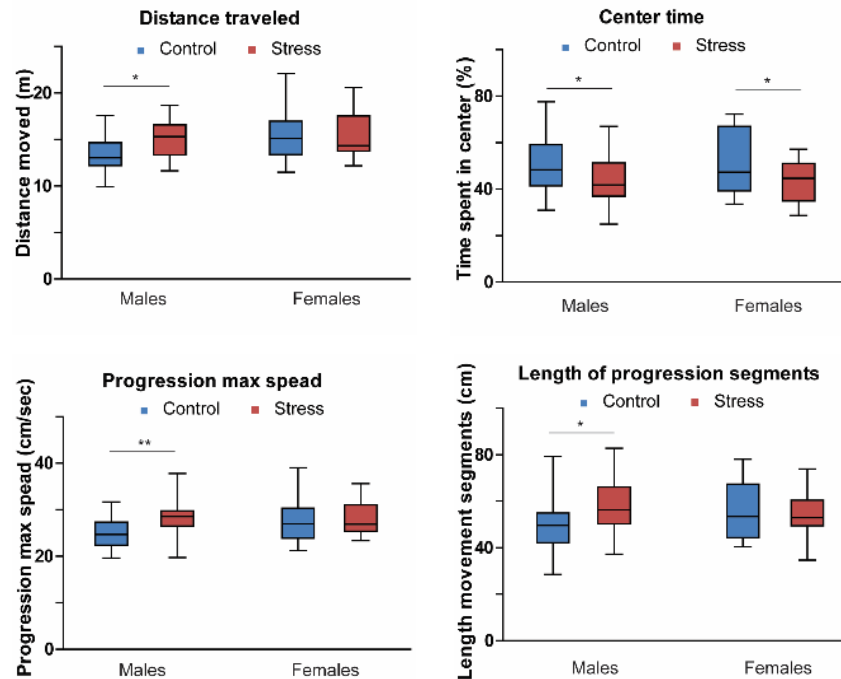 Distance traveled
Control Stress
Distance moved (m)
20
10
0
*
Males Females
Center time
Control Stress
Time spent in center (%)
80
40
0
* *
Males Females
Progression max spead
Control Stress
Progression max spead (cm/sec)
40
20
0
**
Males Females
Length of progression segments
Control Stress
Length movement segments (cm)
80
40
0
*
Males Females